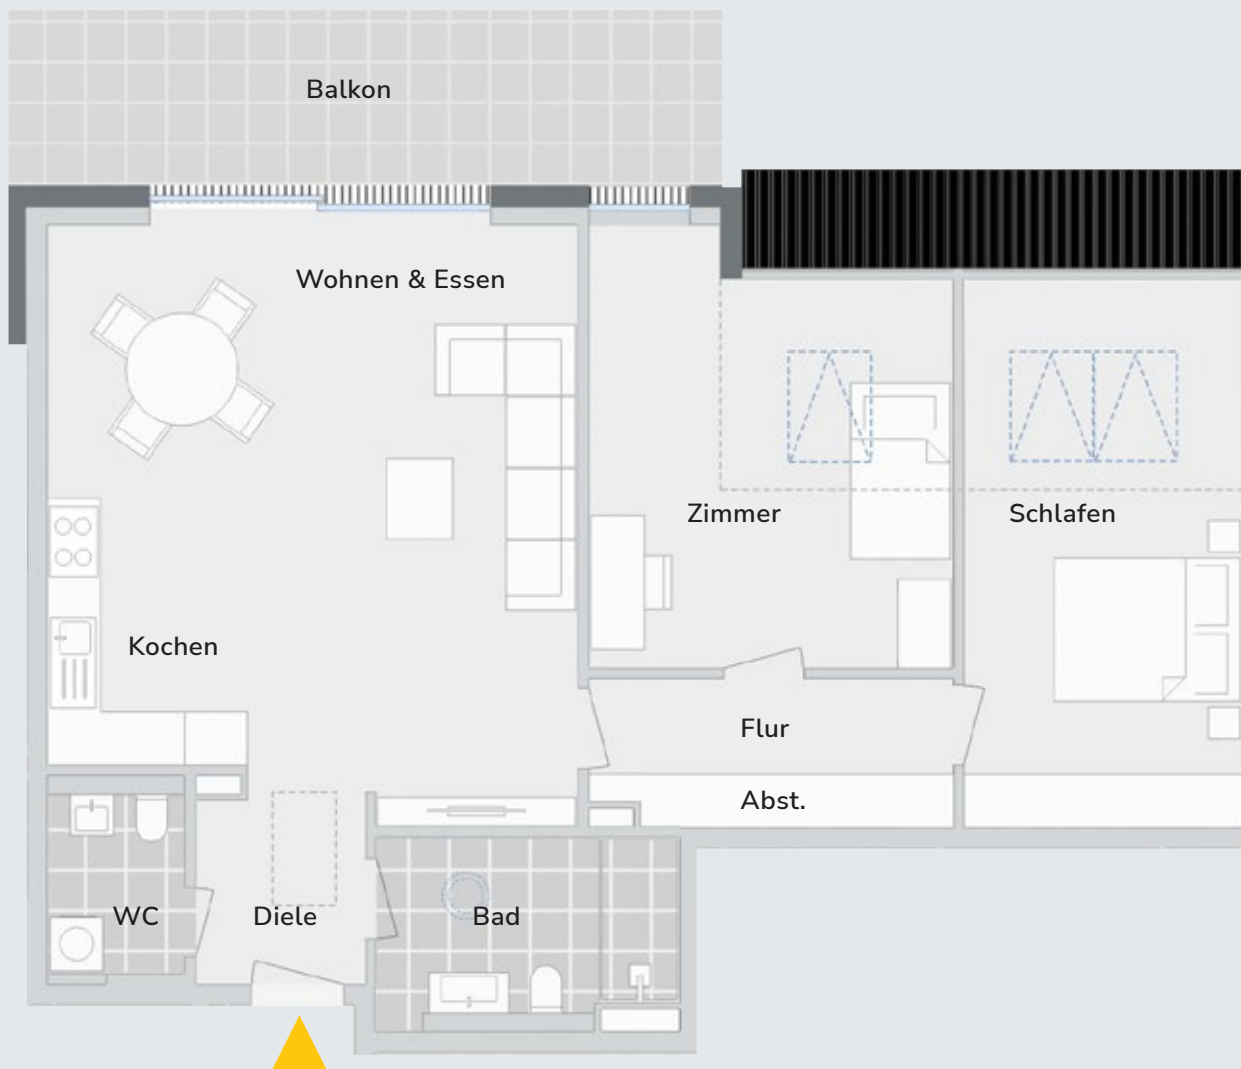 Balkon
Wohnen & Essen
Zimmer
Schlafen
Kochen
Flur
Abst.
WC
Diele
Bad